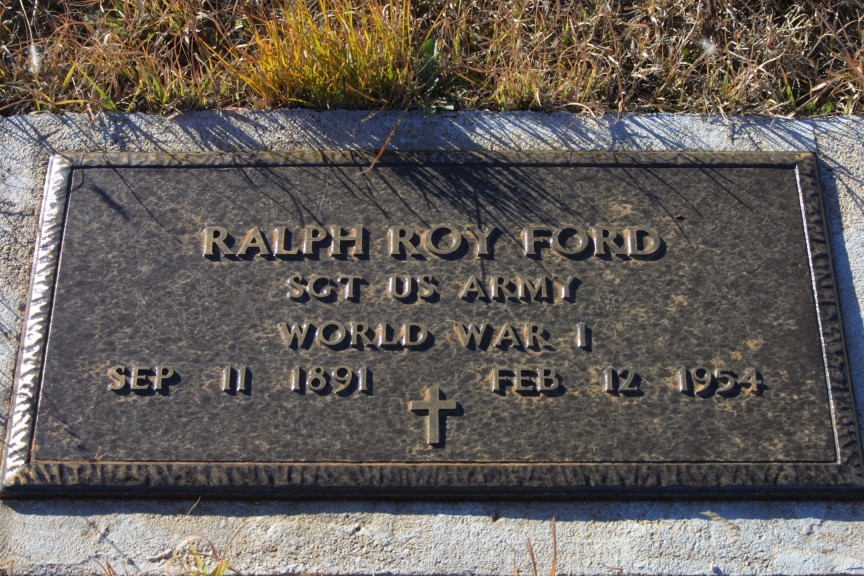 RALPH ROY FORD
SGT US ARMY
WORLD WAR I
SEP 11 1891 FEB 12 1954